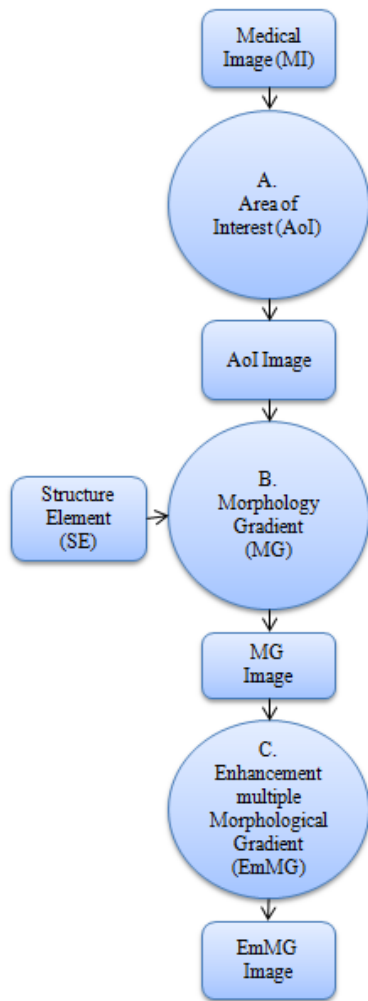 Medical
Image (MI)
A.
Area of
Interest (AoI)
AoI Image
Structure
Element
(SE)
B.
Morphology
Gradient
(MG)
MG
Image
C.
Enhancement
multiple
Morphological
Gradient
(EmMG)
EmMG
Image